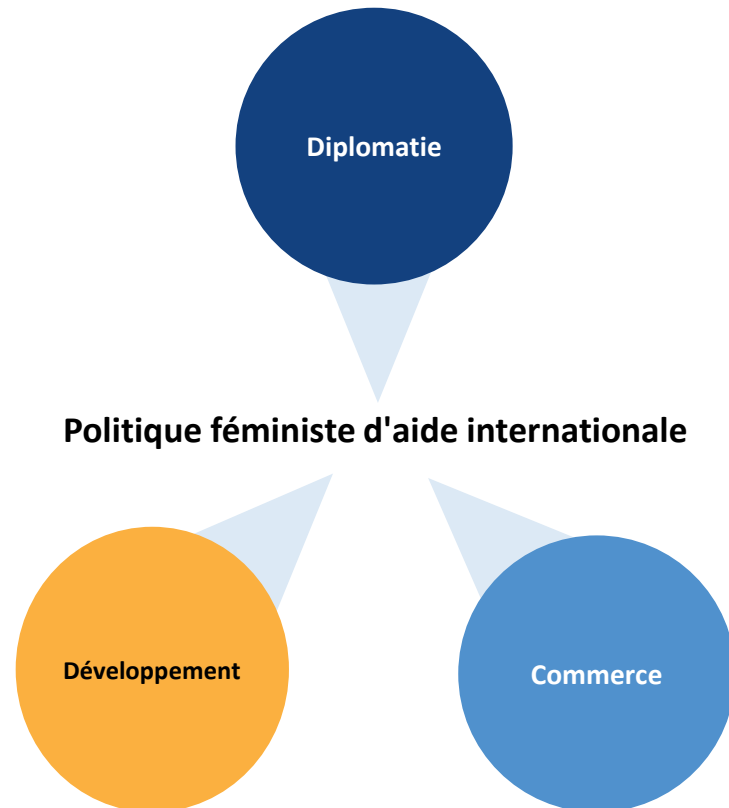 Diplomatie
Politique féministe d'aide internationale
Développement
Commerce